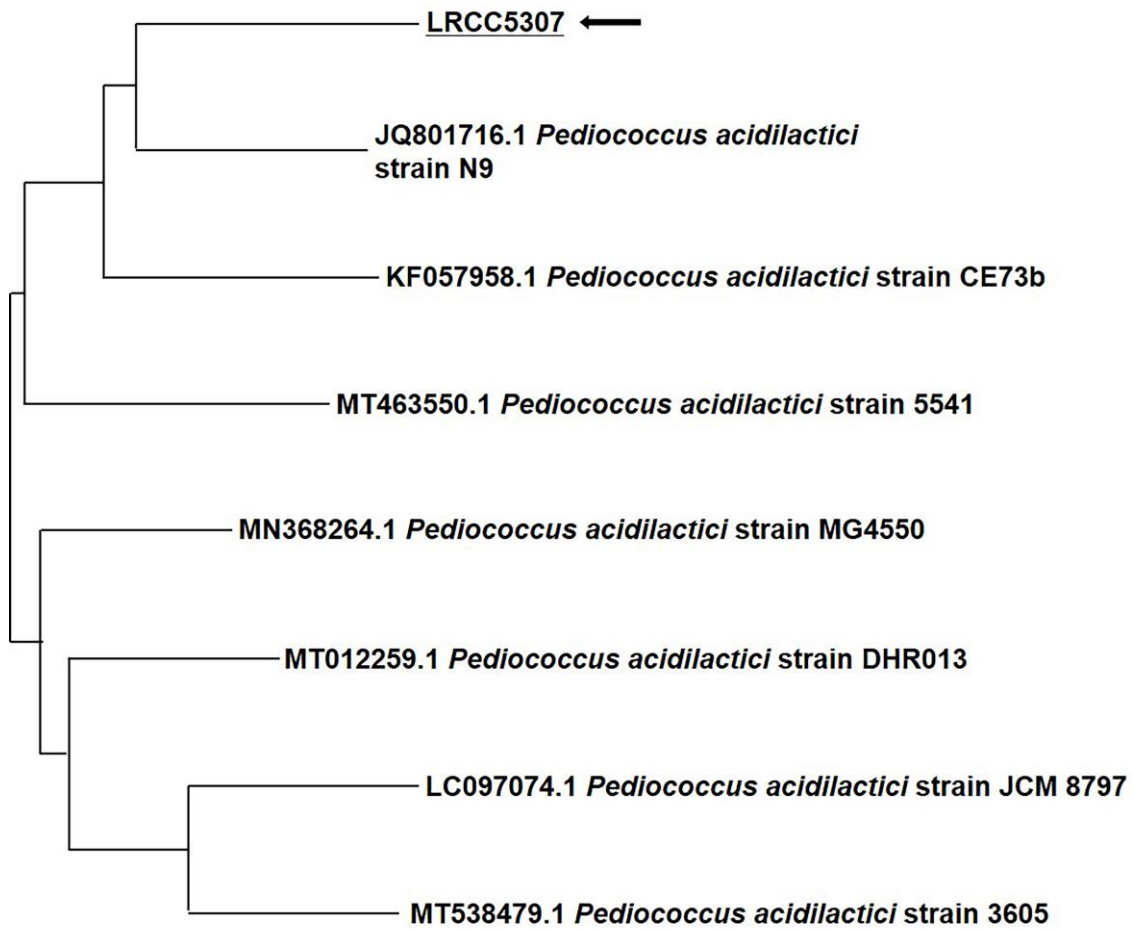 LRCC5307
JQ801716.1 Pediococcus acidilactici
strain N9
KF057958.1 Pediococcus acidilactici strain CE73b
MT463550.1 Pediococcus acidilactici strain 5541
MN368264.1 Pediococcus acidilactici strain MG4550
MT012259.1 Pediococcus acidilactici strain DHR013
LC097074.1 Pediococcus acidilactici strain JCM 8797
MT538479.1 Pediococcus acidilactici strain 3605